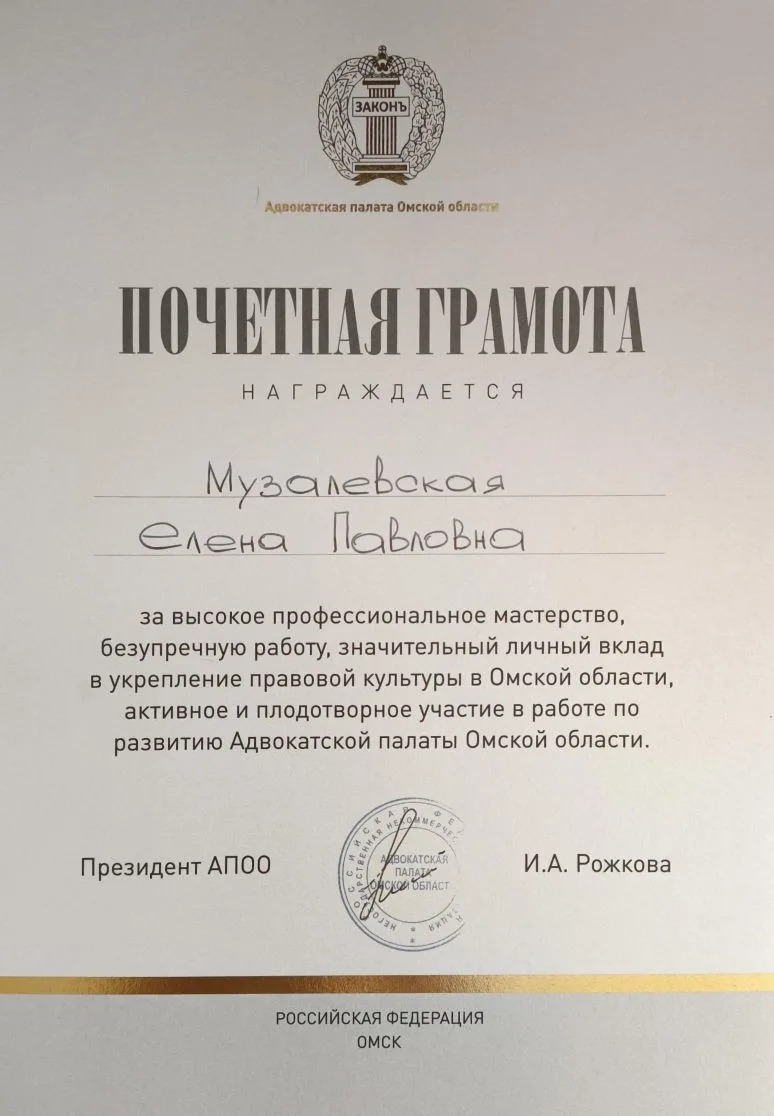 ЗАКОНЪ
Адвокатская палата Омской области
ПОЧЕТНАЯ ГРАМОТА
НАГРАЖДАЕТСЯ
Музалевская
Елена Павловна
за высокое профессиональное мастерство,
безупречную работу, значительный личный вклад
в укрепление правовой культуры в Омской области,
активное и плодотворное участие в работе по
развитию Адвокатской палаты Омской области.
Президент АПОО
АДВОКАТСКАЯ
ПАЛАТА
ОМСКОЙ ОБЛАСТ
И.А. Рожкова
РОССИЙСКАЯ ФЕДЕРАЦИЯ
ОМСК